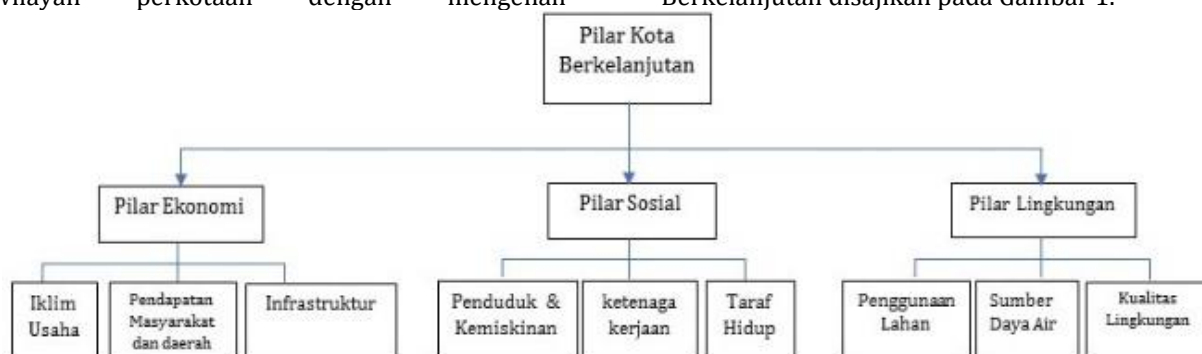 wilayah perkotaan dengan mengenali Berkelanjutan disajikan pada Gambar 1.
Pilar Kota
Berkelanjutan
Pilar Ekonomi
Pilar Sosial
Pilar Lingkungan
Iklim
Usaha
Pendapatan
Masyarakat
dan daerah
Infrastruktur
Penduduk &
Kemiskinan
ketenaga
kerjaan
Taraf
Hidup
Penggunaan
Lahan
Sumber
Daya Air
Kualitas
Lingkungan